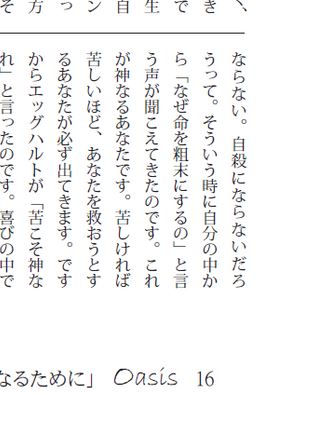 へ、
き
で
生
自
ン
っ
方
そ
ならない。自殺にならないだろ
うって。そういう時に自分の中か
ら「なぜ命を粗末にするの」と言
う声が聞こえてきたのです。これ
が神なるあなたです。苦しければ
苦しいほど、あなたを救おうとす
るあなたが必ず出てきます。です
からエッグハルトが「苦こそ神な
れ」と言ったのです。喜びの中で
なるために」 Oasis 16